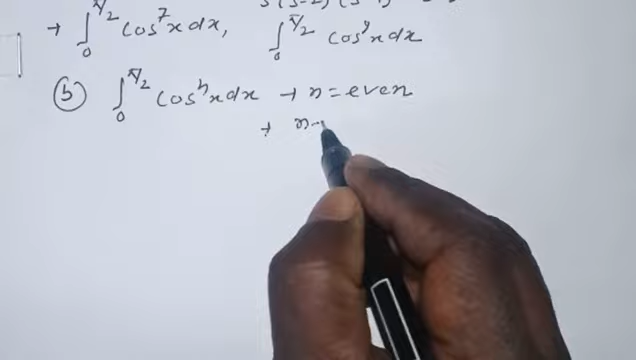 → ∫₀^{π/2} cos⁷x dx, ∫₀^{π/2} cos⁹x dx
(b) ∫₀^{π/2} cosⁿx dx → n = even
→ n-